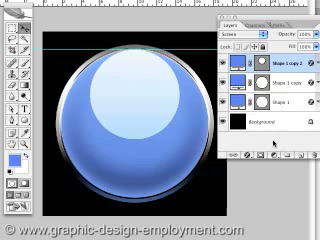 Layers
Screen
Opacity: 100%
Lock:
Fill: 100%
Shape 1 copy 2
Shape 1 copy
Shape 1
Background
© www.graphic-design-employment.com